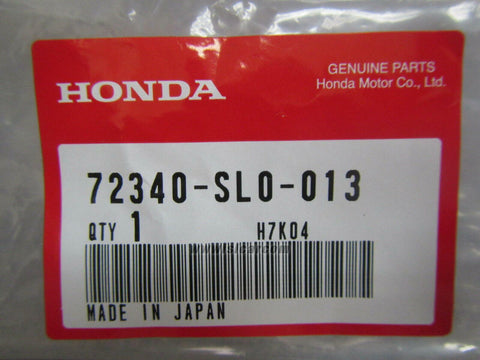 HONDA
GENUINE PARTS
Honda Motor Co., Ltd.
72340-SL0-013
QTY 1 H7K04
MADE IN JAPAN